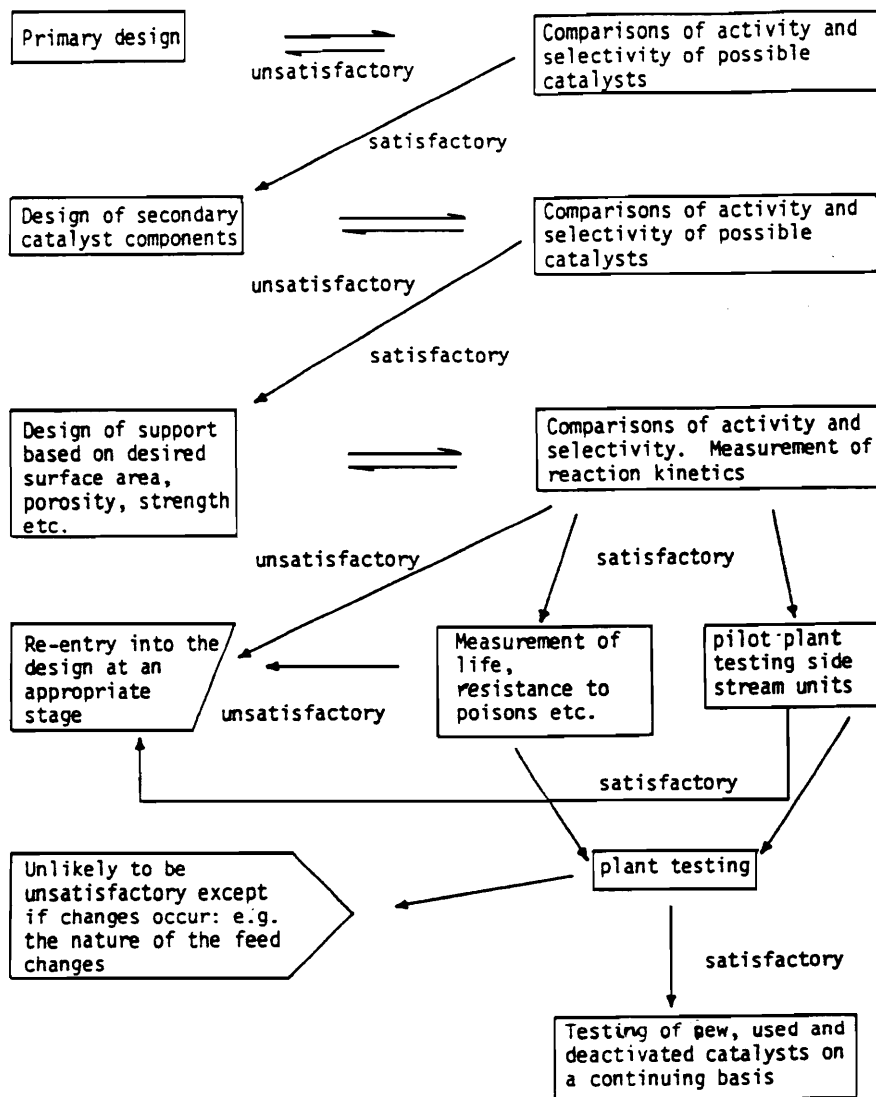 Primary design
unsatisfactory
Comparisons of activity and
selectivity of possible
catalysts
satisfactory
Design of secondary
catalyst components
unsatisfactory
Comparisons of activity and
selectivity of possible
catalysts
satisfactory
Design of support
based on desired
surface area,
porosity, strength
etc.
Comparisons of activity and
selectivity. Measurement of
reaction kinetics
unsatisfactory
satisfactory
Re-entry into the
design at an
appropriate
stage
unsatisfactory
Measurement of
life,
resistance to
poisons etc.
pilot plant
testing side
stream units
satisfactory
Unlikely to be
unsatisfactory except
if changes occur: e.g.
the nature of the feed
changes
plant testing
satisfactory
Testing of new, used and
deactivated catalysts on
a continuing basis